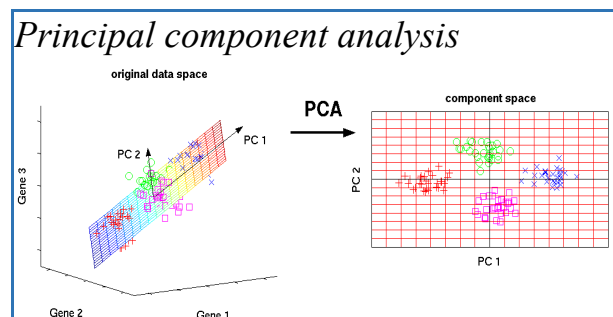 Principal component analysis
original data space
PCA
component space
PC 1
PC 2
Gene 3
Gene 2
Gene 1
PC 2
PC 1